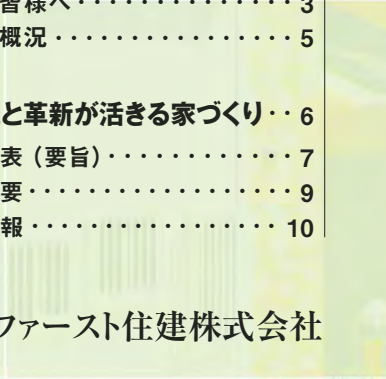 皆様へ・・・・・・・・・・・・・・3
概況・・・・・・・・・・・・・・・・5
と革新が活きる家づくり・・6
表（要旨）・・・・・・・・・・・・7
要・・・・・・・・・・・・・・・・・・9
報・・・・・・・・・・・・・・・・・10
ファースト住建株式会社